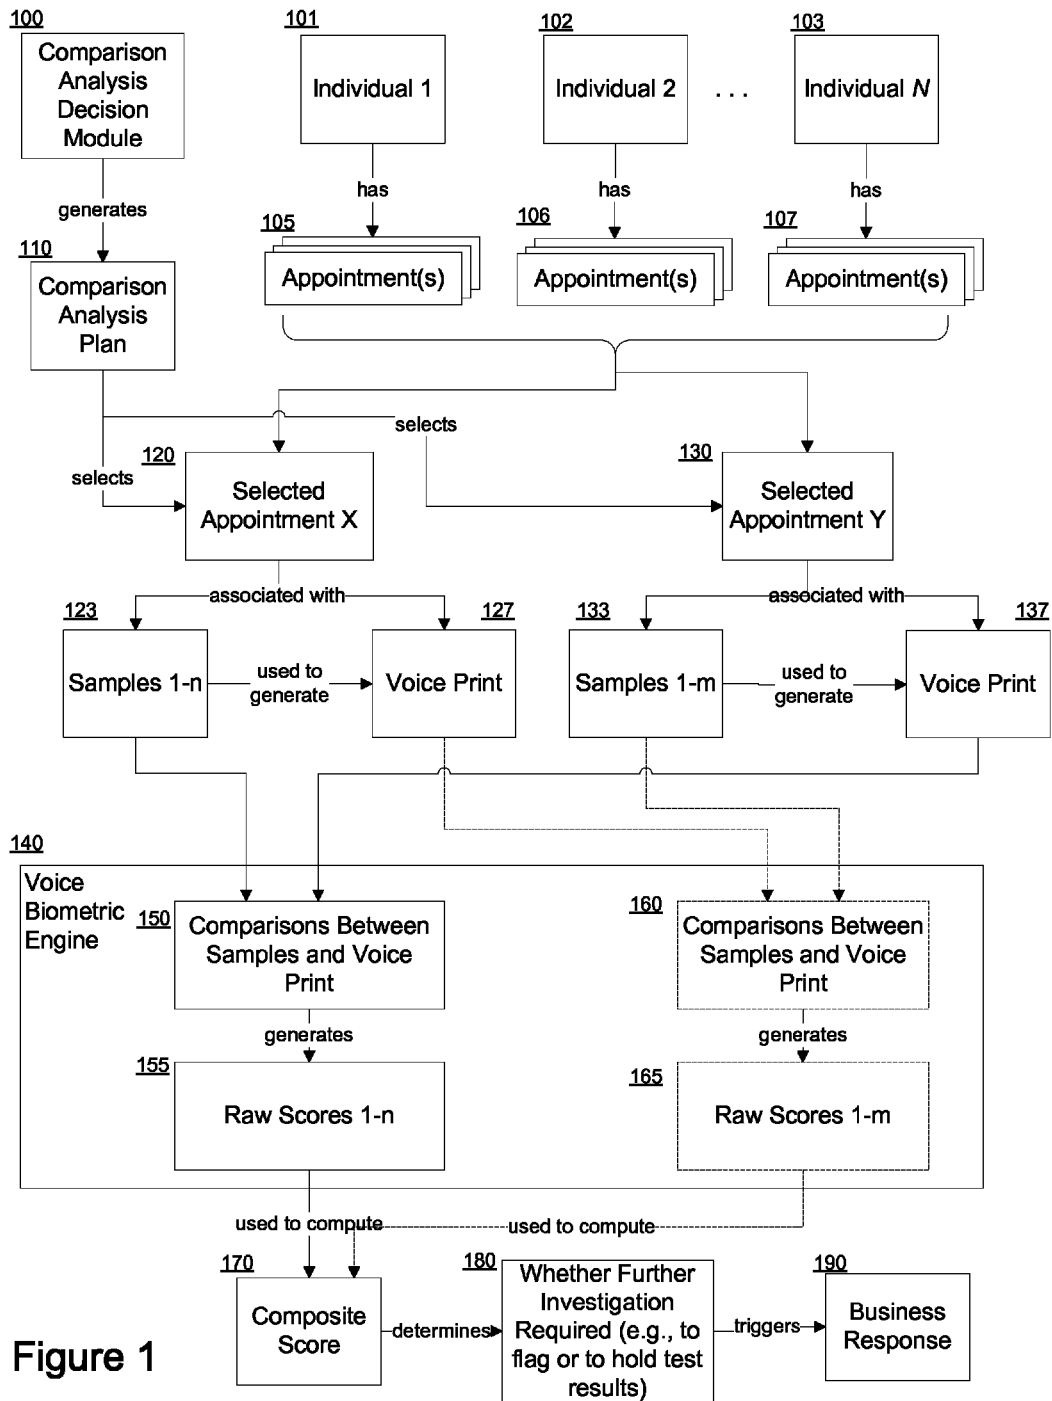 100
Comparison
Analysis
Decision
Module
101
Individual 1
102
Individual 2
. . .
103
Individual N
generates
has
has
has
105
Appointment(s)
106
Appointment(s)
107
Appointment(s)
110
Comparison
Analysis
Plan
selects
selects
120
Selected
Appointment X
130
Selected
Appointment Y
associated with
associated with
123
Samples 1-n
used to
generate
127
Voice Print
133
Samples 1-m
used to
generate
137
Voice Print
140
Voice
Biometric
Engine
150
Comparisons Between
Samples and Voice
Print
160
Comparisons Between
Samples and Voice
Print
generates
generates
155
Raw Scores 1-n
165
Raw Scores 1-m
used to compute
used to compute
170
Composite
Score
determines
180
Whether Further
Investigation
Required (e.g., to
flag or to hold test
results)
triggers
190
Business
Response
Figure 1